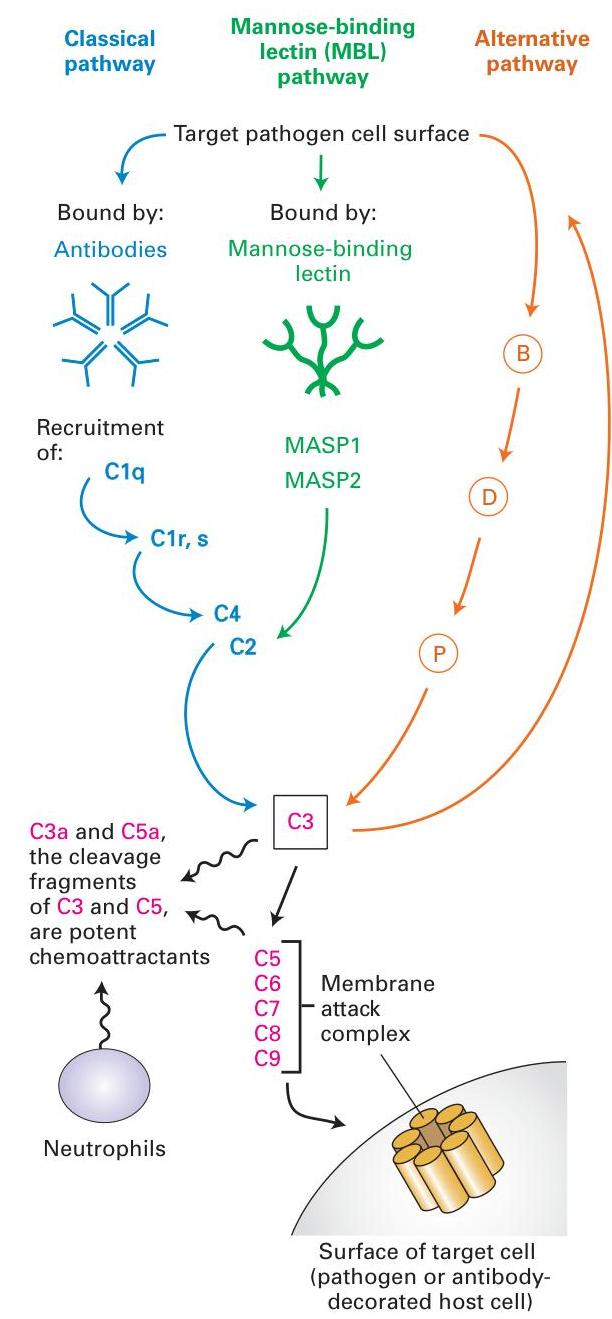 Classical
pathway
Mannose-binding
lectin (MBL)
pathway
Alternative
pathway
Target pathogen cell surface
Bound by:
Antibodies
Bound by:
Mannose-binding
lectin
B
Recruitment
of:
C1q
MASP1
MASP2
D
C1r, s
C4
C2
P
C3
C3a and C5a,
the cleavage
fragments
of C3 and C5,
are potent
chemoattractants
C5
C6
C7
C8
C9
Membrane
attack
complex
Neutrophils
Surface of target cell
(pathogen or antibody-
decorated host cell)